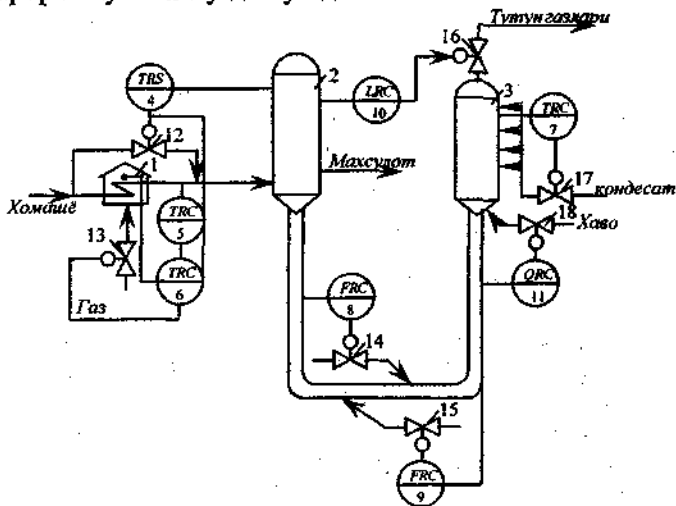 Тутун газлари
16
TRS
4
2
LRC
10
3
TRC
7
12
1
Махсулот
17
кондесат
Хомашё
TRC
5
18
Хаво
13
TRC
6
QRC
11
Газ
FRC
8
14
15
FRC
9